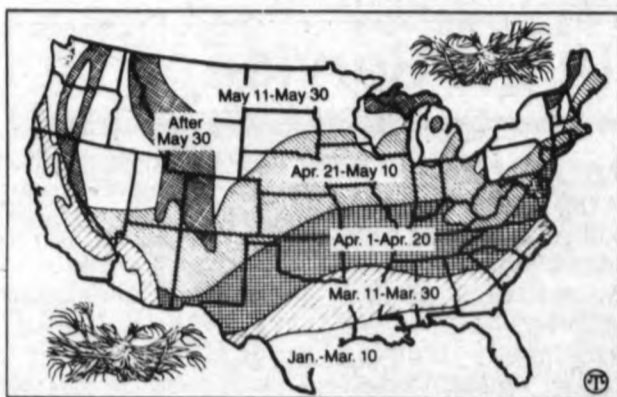 May 11-May 30
After
May 30
Apr. 21-May 10
Apr. 1-Apr. 20
Mar. 11-Mar. 30
Jan.-Mar. 10